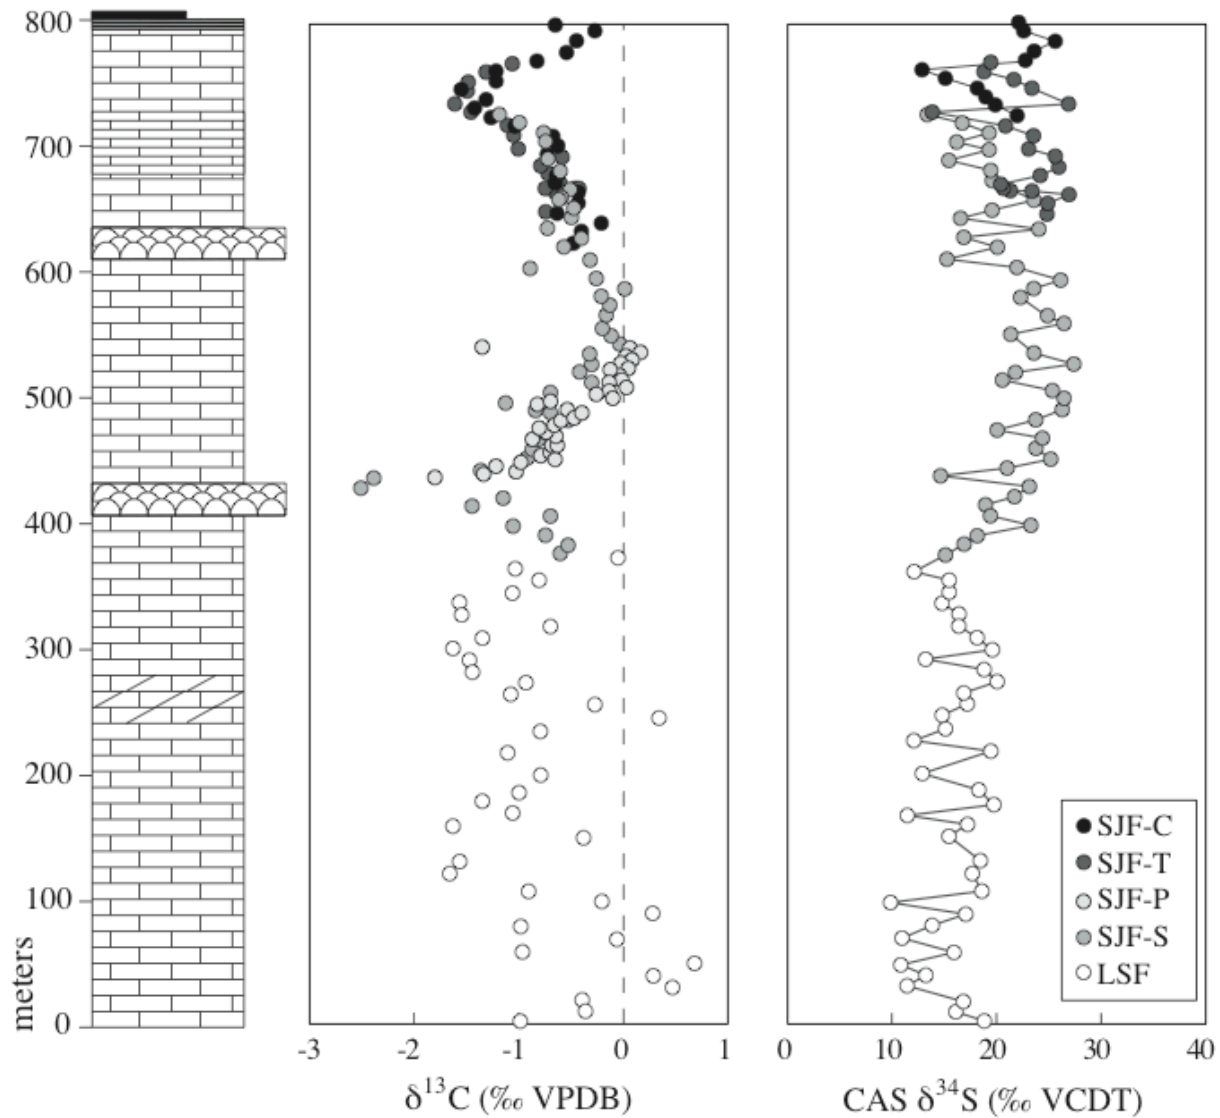 800
700
600
500
400
300
200
100
0
meters
-3 -2 -1 0 1
δ¹³C (‰ VPDB)
0 10 20 30 40
CAS δ³⁴S (‰ VCDT)
SJF-C
SJF-T
SJF-P
SJF-S
LSF